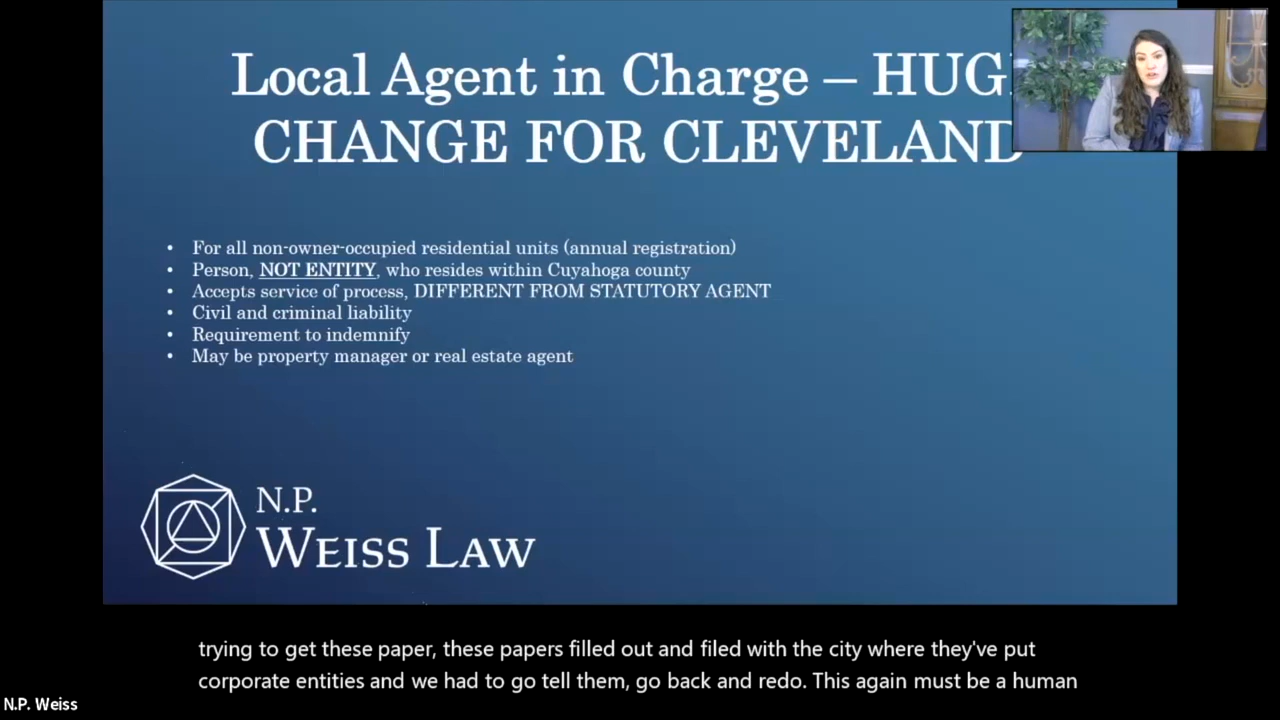 Local Agent in Charge – HUG
CHANGE FOR CLEVELAND
• For all non-owner-occupied residential units (annual registration)
• Person, NOT ENTITY, who resides within Cuyahoga county
• Accepts service of process, DIFFERENT FROM STATUTORY AGENT
• Civil and criminal liability
• Requirement to indemnify
• May be property manager or real estate agent
N.P.
WEISS LAW
trying to get these paper, these papers filled out and filed with the city where they've put
corporate entities and we had to go tell them, go back and redo. This again must be a human
N.P. Weiss